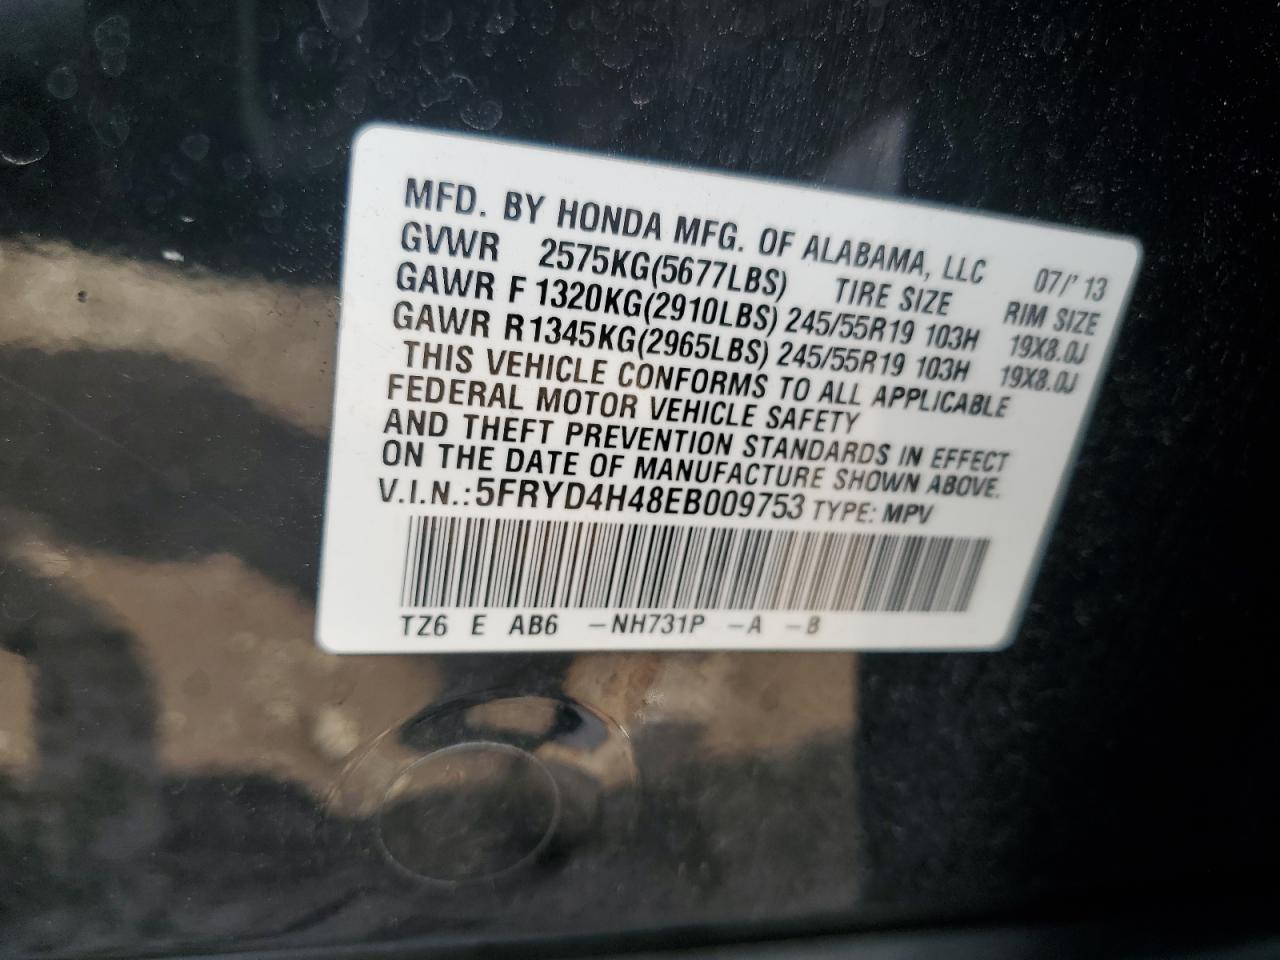 MFD. BY HONDA MFG. OF ALABAMA, LLC 07/'13
GVWR 2575KG(5677LBS) TIRE SIZE RIM SIZE
GAWR F 1320KG(2910LBS) 245/55R19 103H 19X8.0J
GAWR R 1345KG(2965LBS) 245/55R19 103H 19X8.0J
THIS VEHICLE CONFORMS TO ALL APPLICABLE
FEDERAL MOTOR VEHICLE SAFETY
AND THEFT PREVENTION STANDARDS IN EFFECT
ON THE DATE OF MANUFACTURE SHOWN ABOVE.
V.I.N.:5FRYD4H48EB009753 TYPE: MPV
TZ6 E AB6 -NH731P -A -B